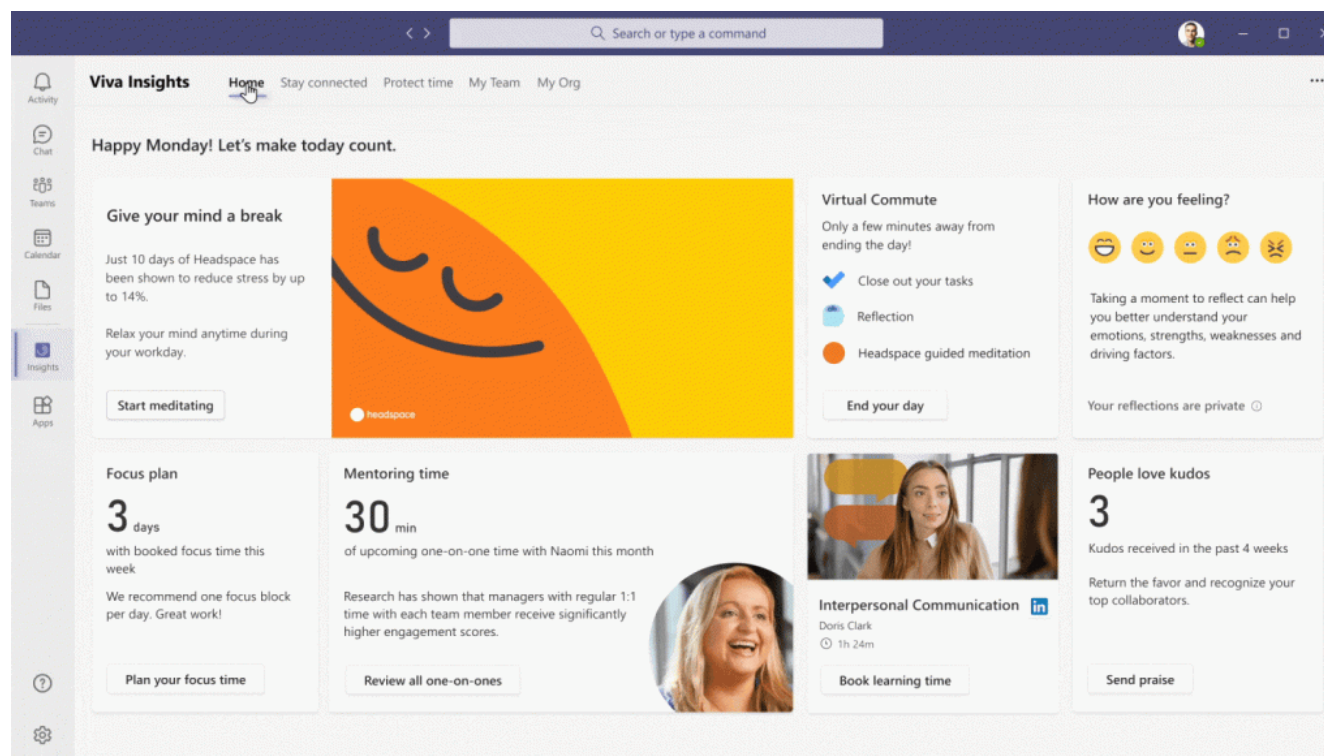 Search or type a command
Activity
Chat
Teams
Calendar
Files
Insights
Apps
Viva Insights
Home
Stay connected
Protect time
My Team
My Org
Happy Monday! Let's make today count.
Give your mind a break
Just 10 days of Headspace has
been shown to reduce stress by up
to 14%.
Relax your mind anytime during
your workday.
Start meditating
headspace
Virtual Commute
Only a few minutes away from
ending the day!
Close out your tasks
Reflection
Headspace guided meditation
End your day
How are you feeling?
Taking a moment to reflect can help
you better understand your
emotions, strengths, weaknesses and
driving factors.
Your reflections are private
Focus plan
3 days
with booked focus time this
week
We recommend one focus block
per day. Great work!
Plan your focus time
Mentoring time
30 min
of upcoming one-on-one time with Naomi this month
Research has shown that managers with regular 1:1
time with each team member receive significantly
higher engagement scores.
Review all one-on-ones
Interpersonal Communication in
Doris Clark
1h 24m
Book learning time
People love kudos
3
Kudos received in the past 4 weeks
Return the favor and recognize your
top collaborators.
Send praise